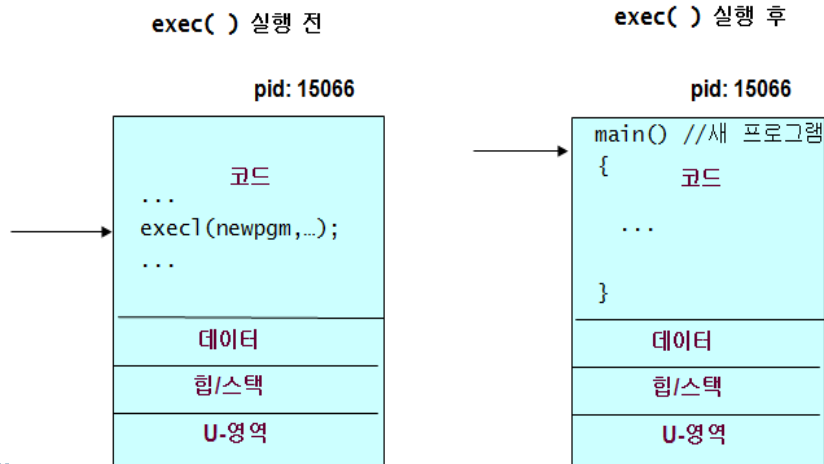 exec( ) 실행 전
pid: 15066
코드
...
execl(newpgm,…);
...
데이터
힙/스택
U-영역
exec( ) 실행 후
pid: 15066
main() //새 프로그램
{
코드
...
}
데이터
힙/스택
U-영역